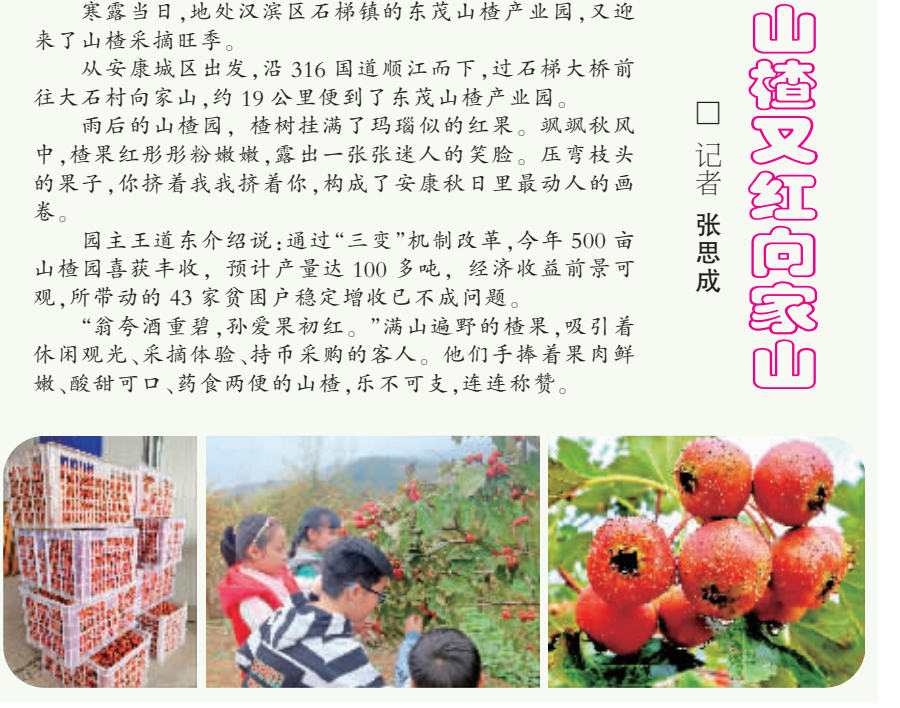 山楂又红向家山
□ 记者 张思成
寒露当日,地处汉滨区石梯镇的东茂山楂产业园,又迎
来了山楂采摘旺季。
从安康城区出发,沿 316 国道顺江而下,过石梯大桥前
往大石村向家山,约 19 公里便到了东茂山楂产业园。
雨后的山楂园，楂树挂满了玛瑙似的红果。飒飒秋风
中,楂果红彤彤粉嫩嫩,露出一张张迷人的笑脸。压弯枝头
的果子,你挤着我我挤着你,构成了安康秋日里最动人的画
卷。
园主王道东介绍说:通过“三变”机制改革,今年 500 亩
山楂园喜获丰收，预计产量达 100 多吨，经济收益前景可
观,所带动的 43 家贫困户稳定增收已不成问题。
“翁夸酒重碧,孙爱果初红。”满山遍野的楂果,吸引着
休闲观光、采摘体验、持币采购的客人。他们手捧着果肉鲜
嫩、酸甜可口、药食两便的山楂,乐不可支,连连称赞。